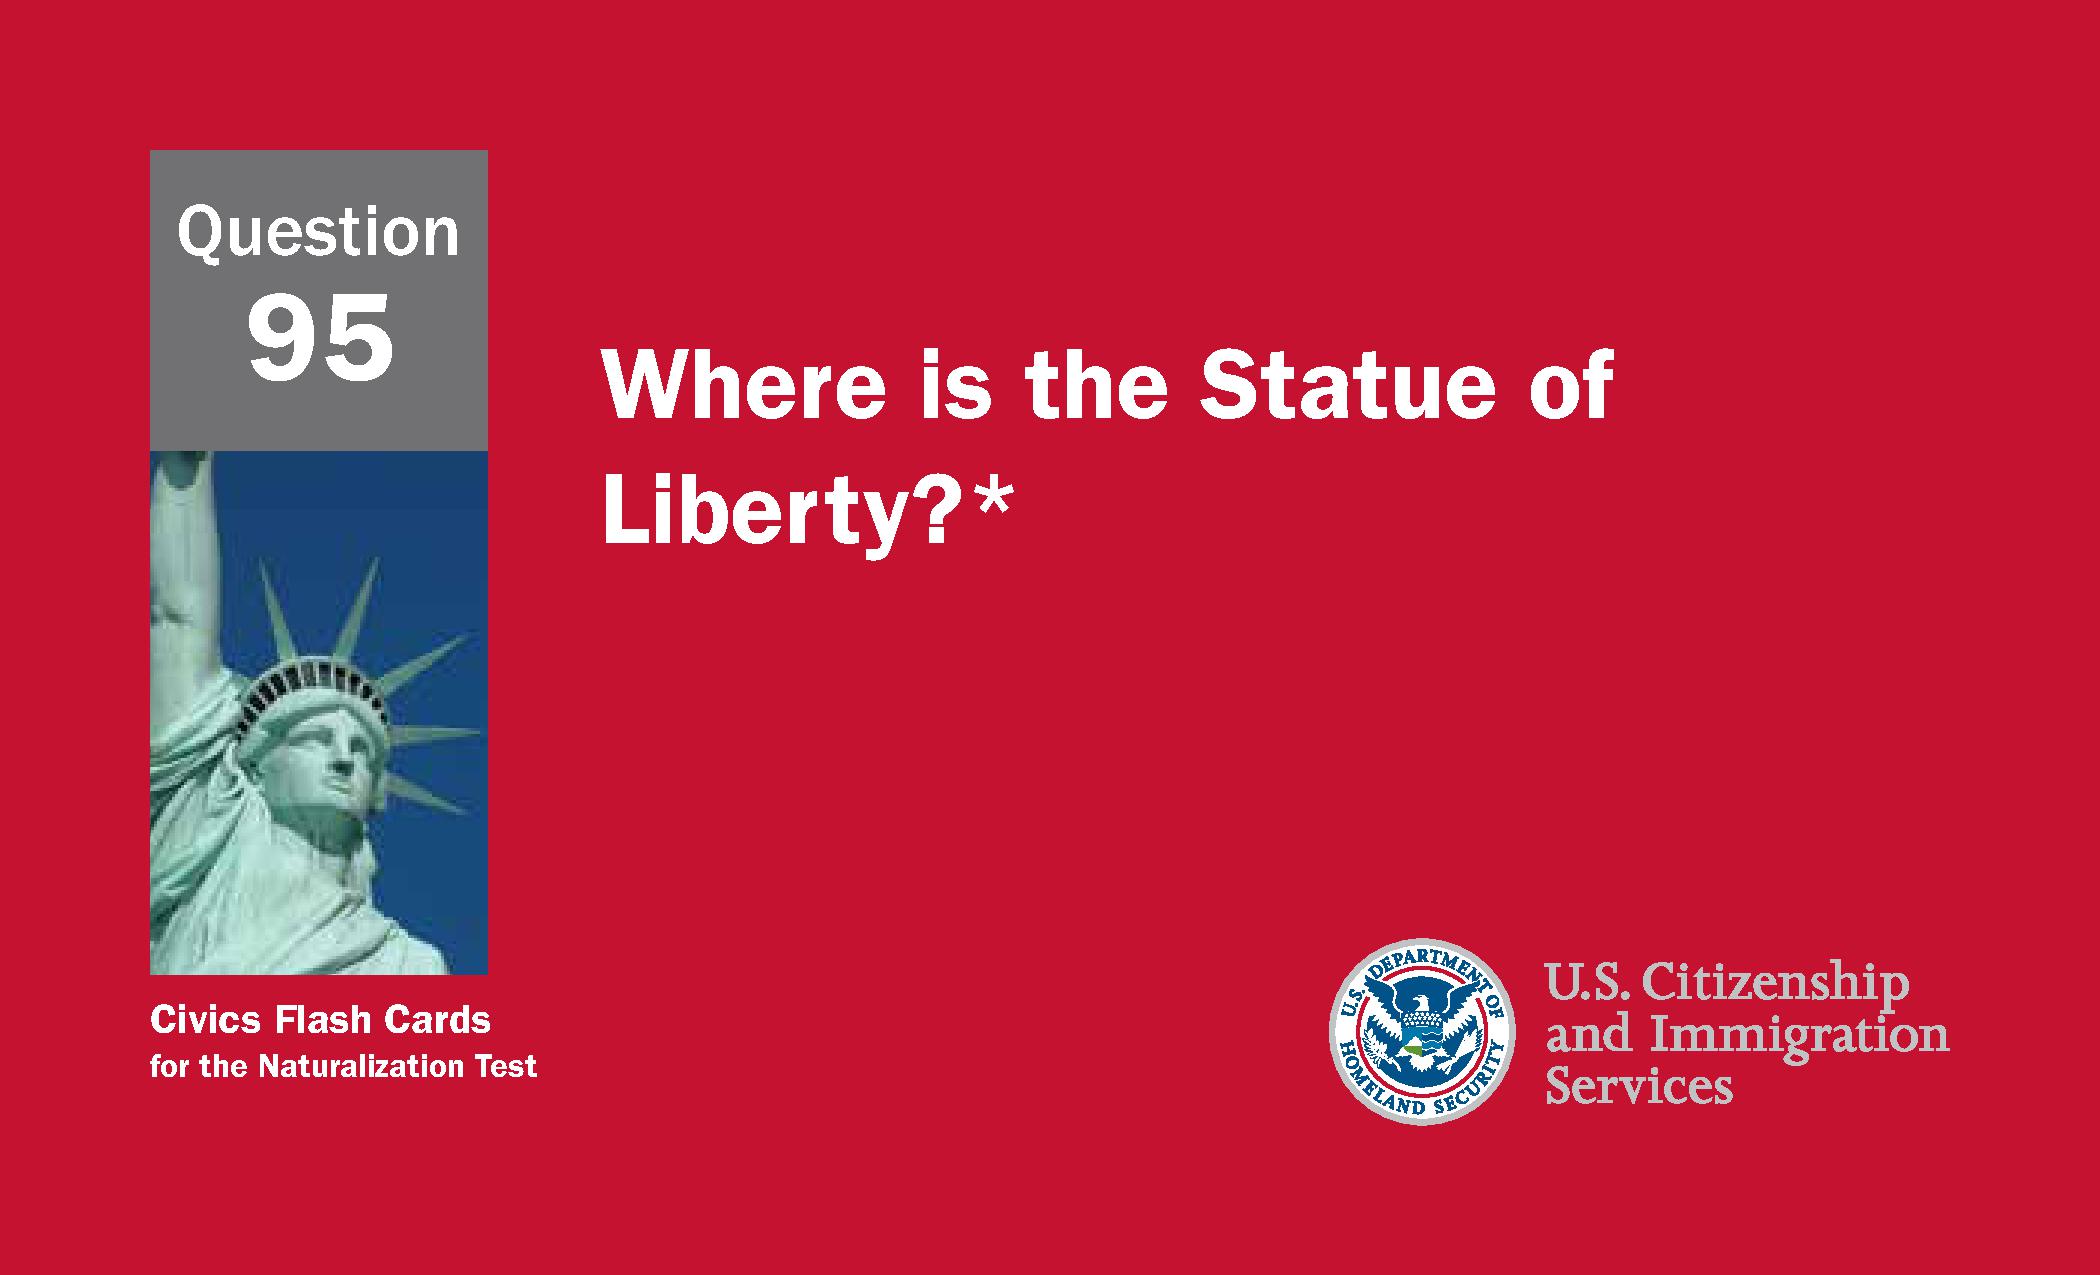 Question
95
Where is the Statue of
Liberty?*
Civics Flash Cards
for the Naturalization Test
U.S. DEPARTMENT OF
HOMELAND SECURITY
U.S. Citizenship
and Immigration
Services